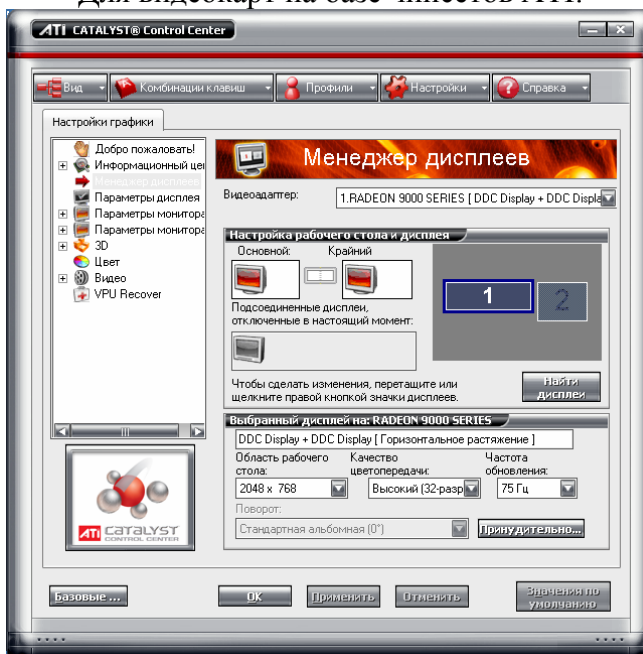 Для видеокарт на базе чипсетов ATI:
ATI CATALYST® Control Center
Вид
Комбинации клавиш
Профили
Настройки
Справка
Настройки графики
Добро пожаловать!
Информационный цен
Менеджер дисплеев
Параметры дисплея
Параметры монитора
Параметры монитора
3D
Цвет
Видео
VPU Recover
Менеджер дисплеев
Видеоадаптер:
1.RADEON 9000 SERIES [ DDC Display + DDC Displa
Настройка рабочего стола и дисплея
Основной: Крайний
1 2
Подсоединенные дисплеи,
отключенные в настоящий момент:
Чтобы сделать изменения, перетащите или
щелкните правой кнопкой значки дисплеев.
Найти
дисплеи
Выбранный дисплей на: RADEON 9000 SERIES
DDC Display + DDC Display [ Горизонтальное растяжение ]
Область рабочего
стола:
Качество
цветопередачи:
Частота
обновления:
2048 x 768
Высокий (32-разр
75 Гц
Поворот:
Стандартная альбомная (0°)
Принудительно...
ATI CATALYST
CONTROL CENTER
Базовые ...
OK
Применить
Отменить
Значения по
умолчанию